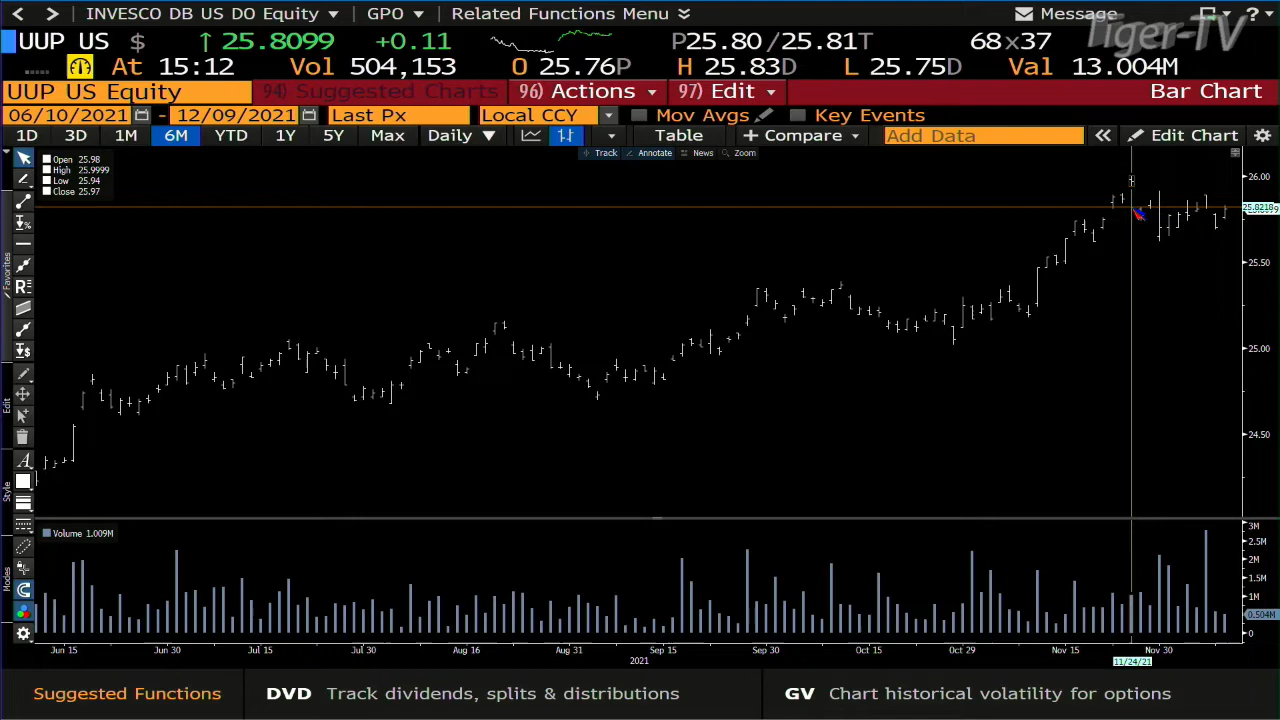 INVESCO DB US DO Equity GPO Related Functions Menu Message ?
UUP US $ ↑ 25.8099 +0.11 P25.80 /25.81T 68x37 Tiger-TV
At 15:12 Vol 504,153 O 25.76P H 25.83D L 25.75D Val 13.004M
UUP US Equity 94) Suggested Charts 96) Actions 97) Edit Bar Chart
06/10/2021 - 12/09/2021 Last Px Local CCY Mov Avgs Key Events
1D 3D 1M 6M YTD 1Y 5Y Max Daily ▼ Table + Compare Add Data « Edit Chart
Track Annotate News Zoom
Open 25.98
High 25.9999
Low 25.94
Close 25.97
26.00
25.8218
25.50
25.00
24.50
Favorites
Edit
Style
Modes
Volume 1.009M
3M
2.5M
2M
1.5M
1M
0.504M
0
Jun 15 Jun 30 Jul 15 Jul 30 Aug 16 Aug 31 Sep 15 Sep 30 Oct 15 Oct 29 Nov 15 Nov 30
2021
11/24/21
Suggested Functions DVD Track dividends, splits & distributions GV Chart historical volatility for options